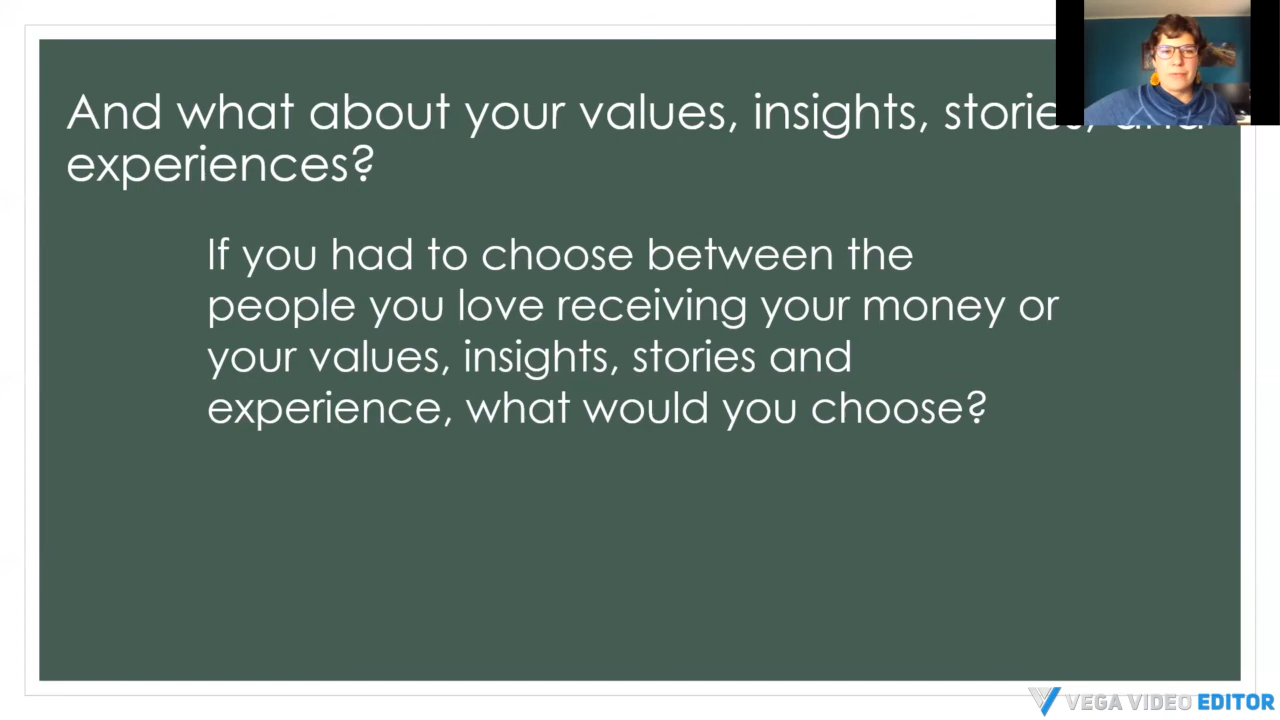 And what about your values, insights, stories, and
experiences?
If you had to choose between the
people you love receiving your money or
your values, insights, stories and
experience, what would you choose?
VEGA VIDEO EDITOR